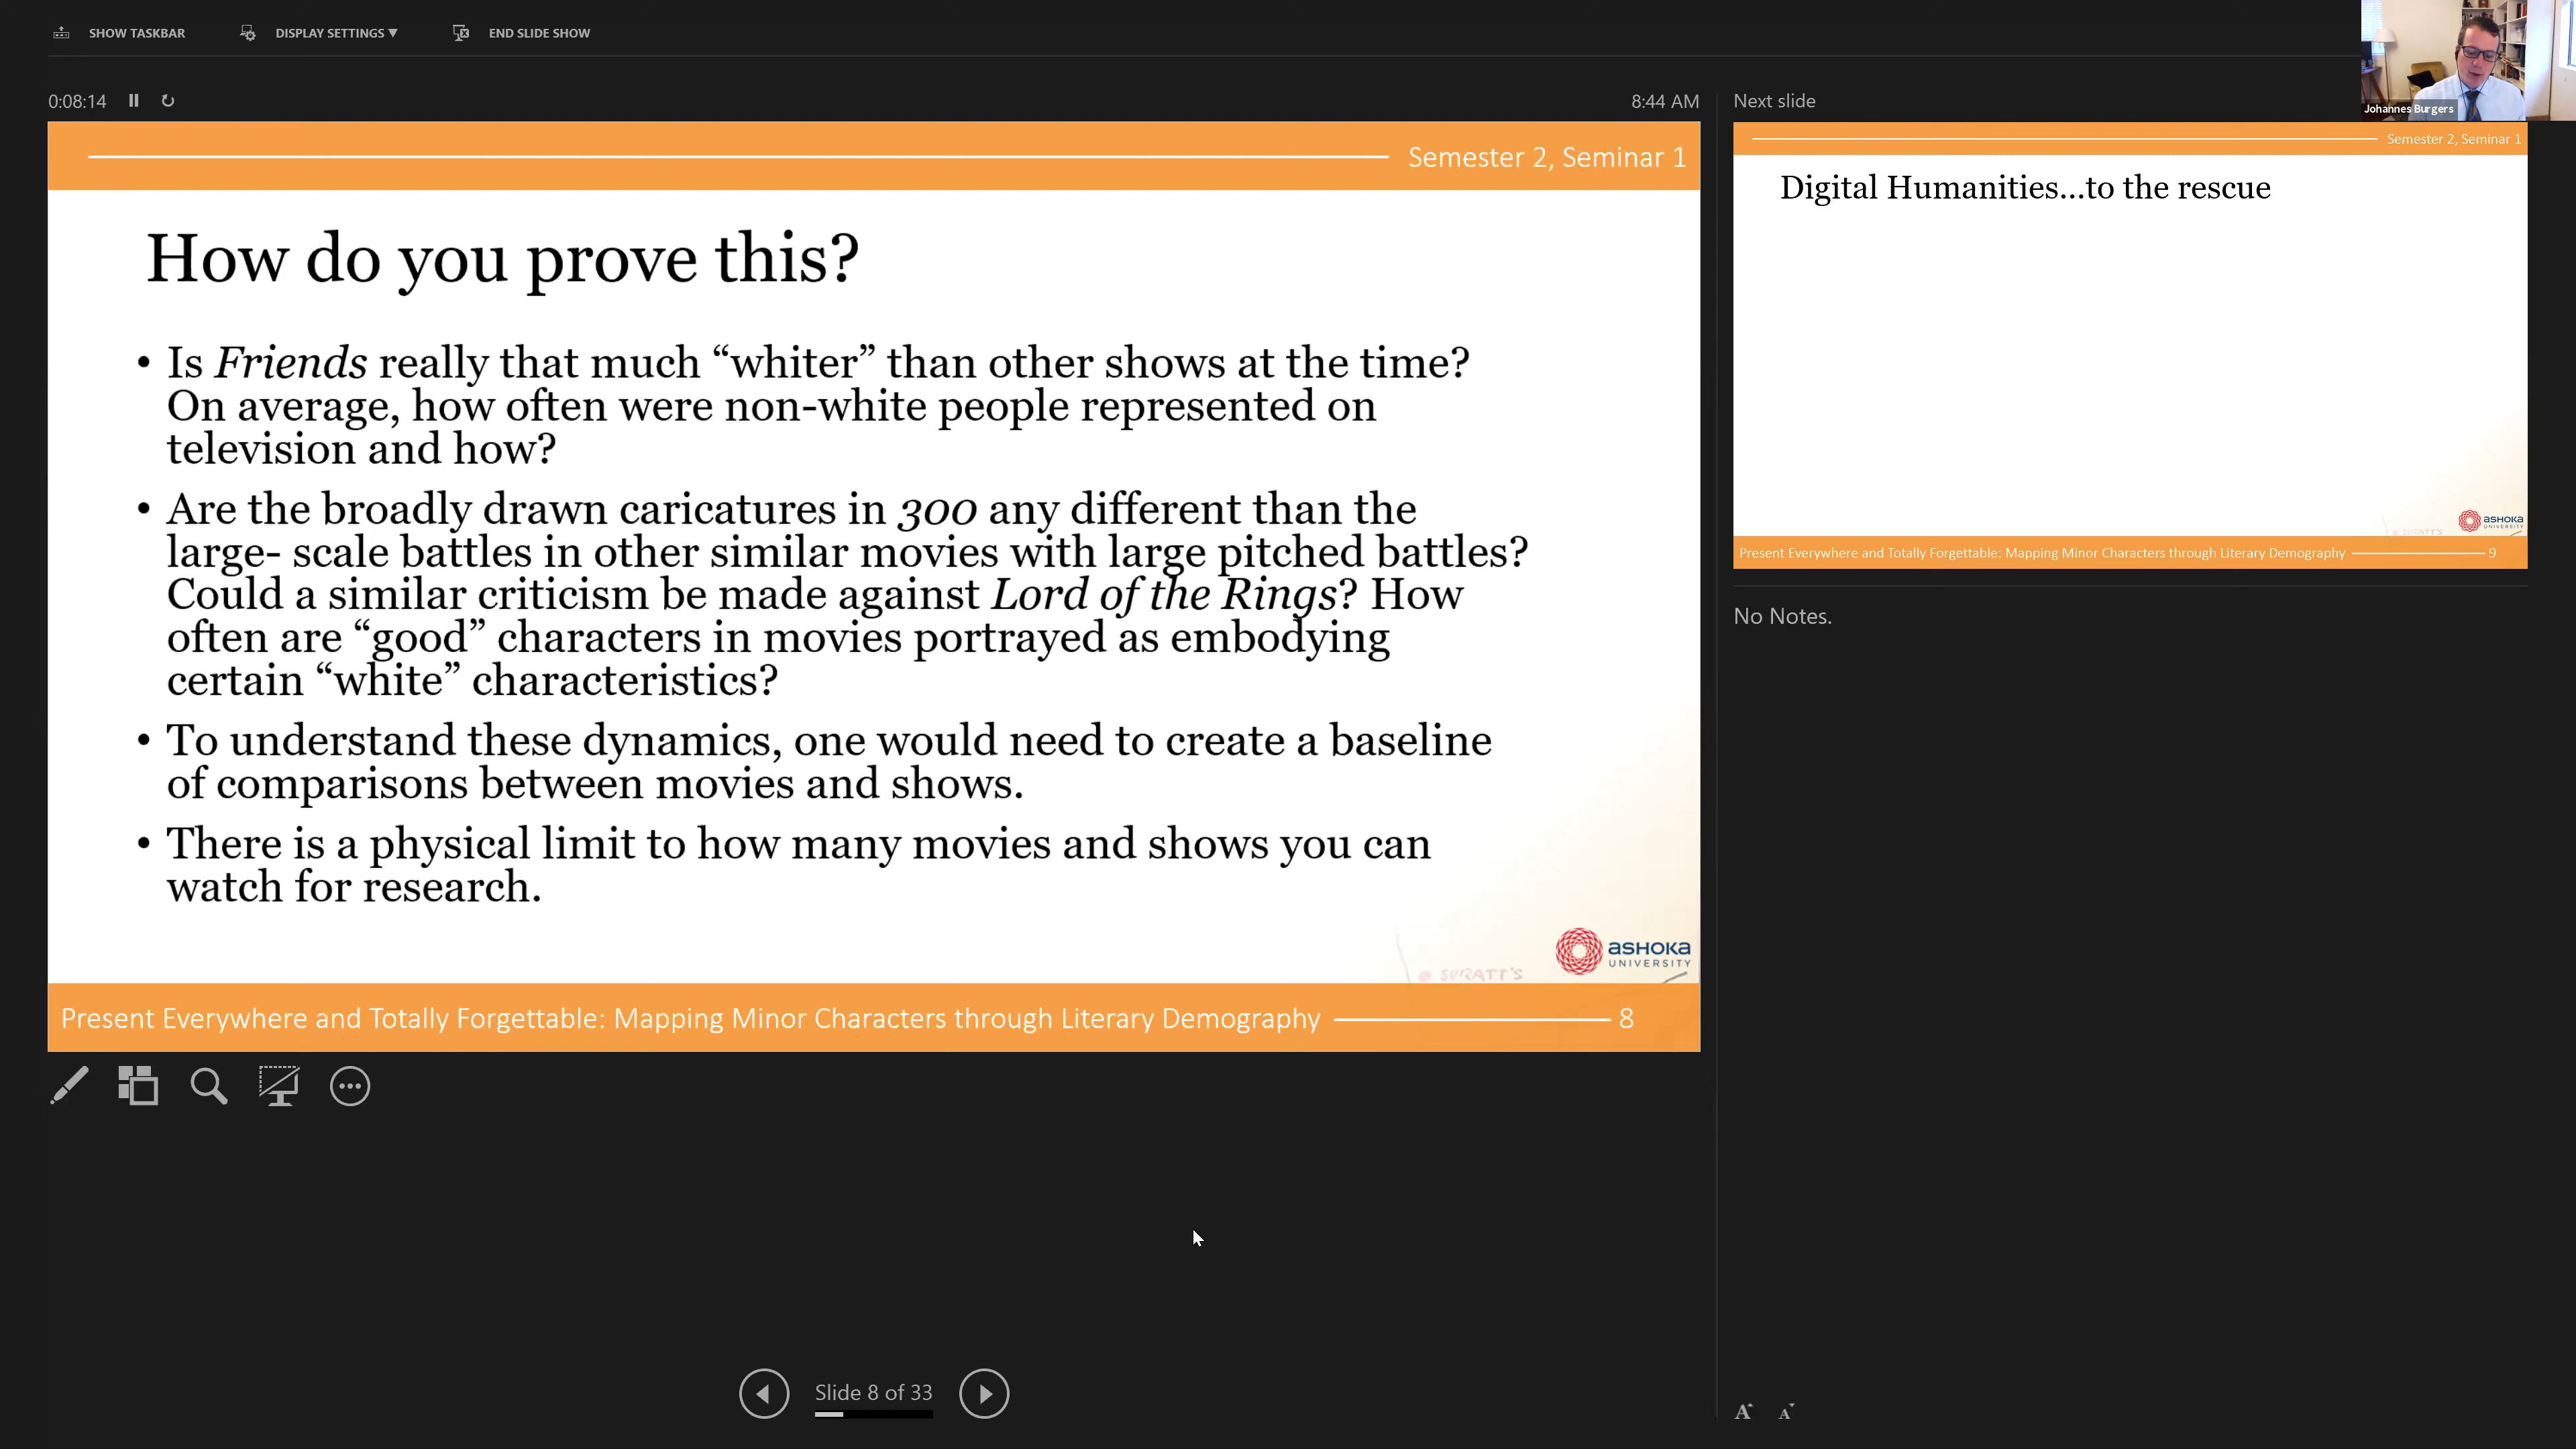 SHOW TASKBAR
DISPLAY SETTINGS ▼
END SLIDE SHOW
0:08:14
8:44 AM
Semester 2, Seminar 1
How do you prove this?
• Is Friends really that much “whiter” than other shows at the time?
On average, how often were non-white people represented on
television and how?
• Are the broadly drawn caricatures in 300 any different than the
large- scale battles in other similar movies with large pitched battles?
Could a similar criticism be made against Lord of the Rings? How
often are “good” characters in movies portrayed as embodying
certain “white” characteristics?
• To understand these dynamics, one would need to create a baseline
of comparisons between movies and shows.
• There is a physical limit to how many movies and shows you can
watch for research.
SURATT'S
ASHOKA
UNIVERSITY
Present Everywhere and Totally Forgettable: Mapping Minor Characters through Literary Demography 8
Slide 8 of 33
Next slide
Johannes Burgers
Semester 2, Seminar 1
Digital Humanities...to the rescue
SURATT'S
ASHOKA
UNIVERSITY
Present Everywhere and Totally Forgettable: Mapping Minor Characters through Literary Demography 9
No Notes.
A A